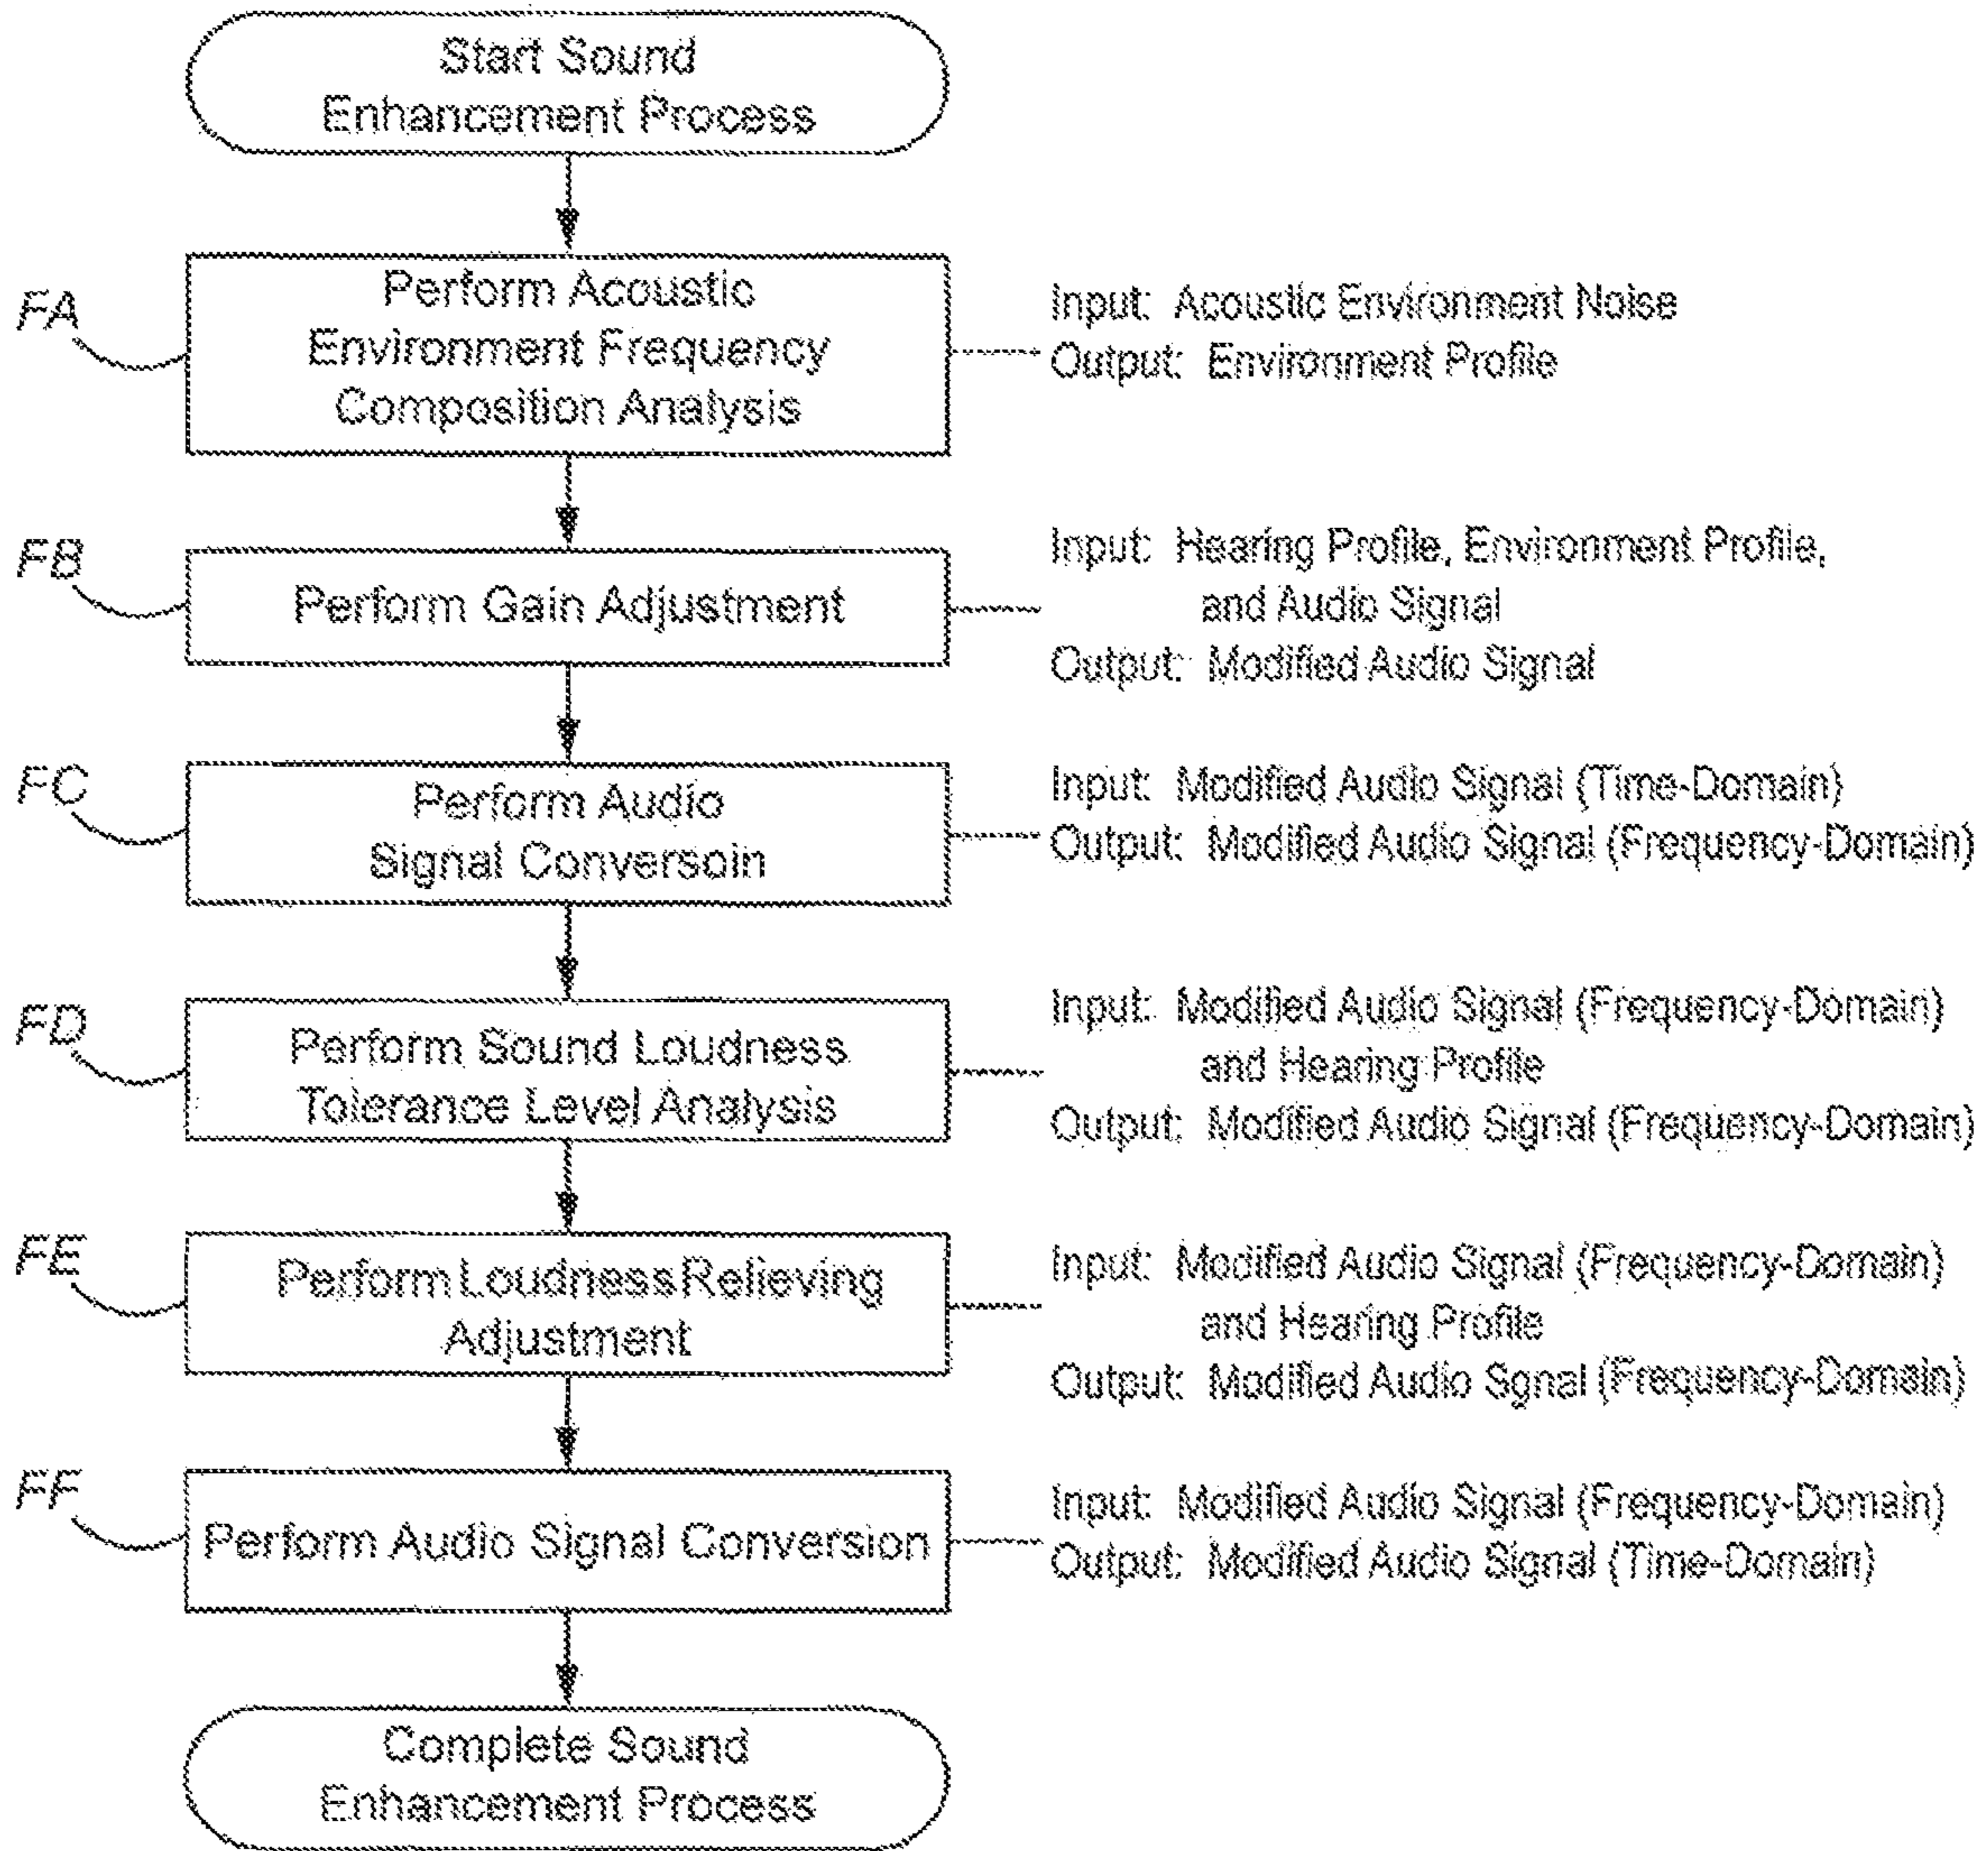 Start Sound
Enhancement Process
FA
Perform Acoustic
Environment Frequency
Composition Analysis
Input: Acoustic Environment Noise
Output: Environment Profile
FB
Perform Gain Adjustment
Input: Hearing Profile, Environment Profile,
and Audio Signal
Output: Modified Audio Signal
FC
Perform Audio
Signal Conversoin
Input: Modified Audio Signal (Time-Domain)
Output: Modified Audio Signal (Frequency-Domain)
FD
Perform Sound Loudness
Tolerance Level Analysis
Input: Modified Audio Signal (Frequency-Domain)
and Hearing Profile
Output: Modified Audio Signal (Frequency-Domain)
FE
Perform Loudness Relieving
Adjustment
Input: Modified Audio Signal (Frequency-Domain)
and Hearing Profile
Output: Modified Audio Sgnal (Frequency-Domain)
FF
Perform Audio Signal Conversion
Input: Modified Audio Signal (Frequency-Domain)
Output: Modified Audio Signal (Time-Domain)
Complete Sound
Enhancement Process